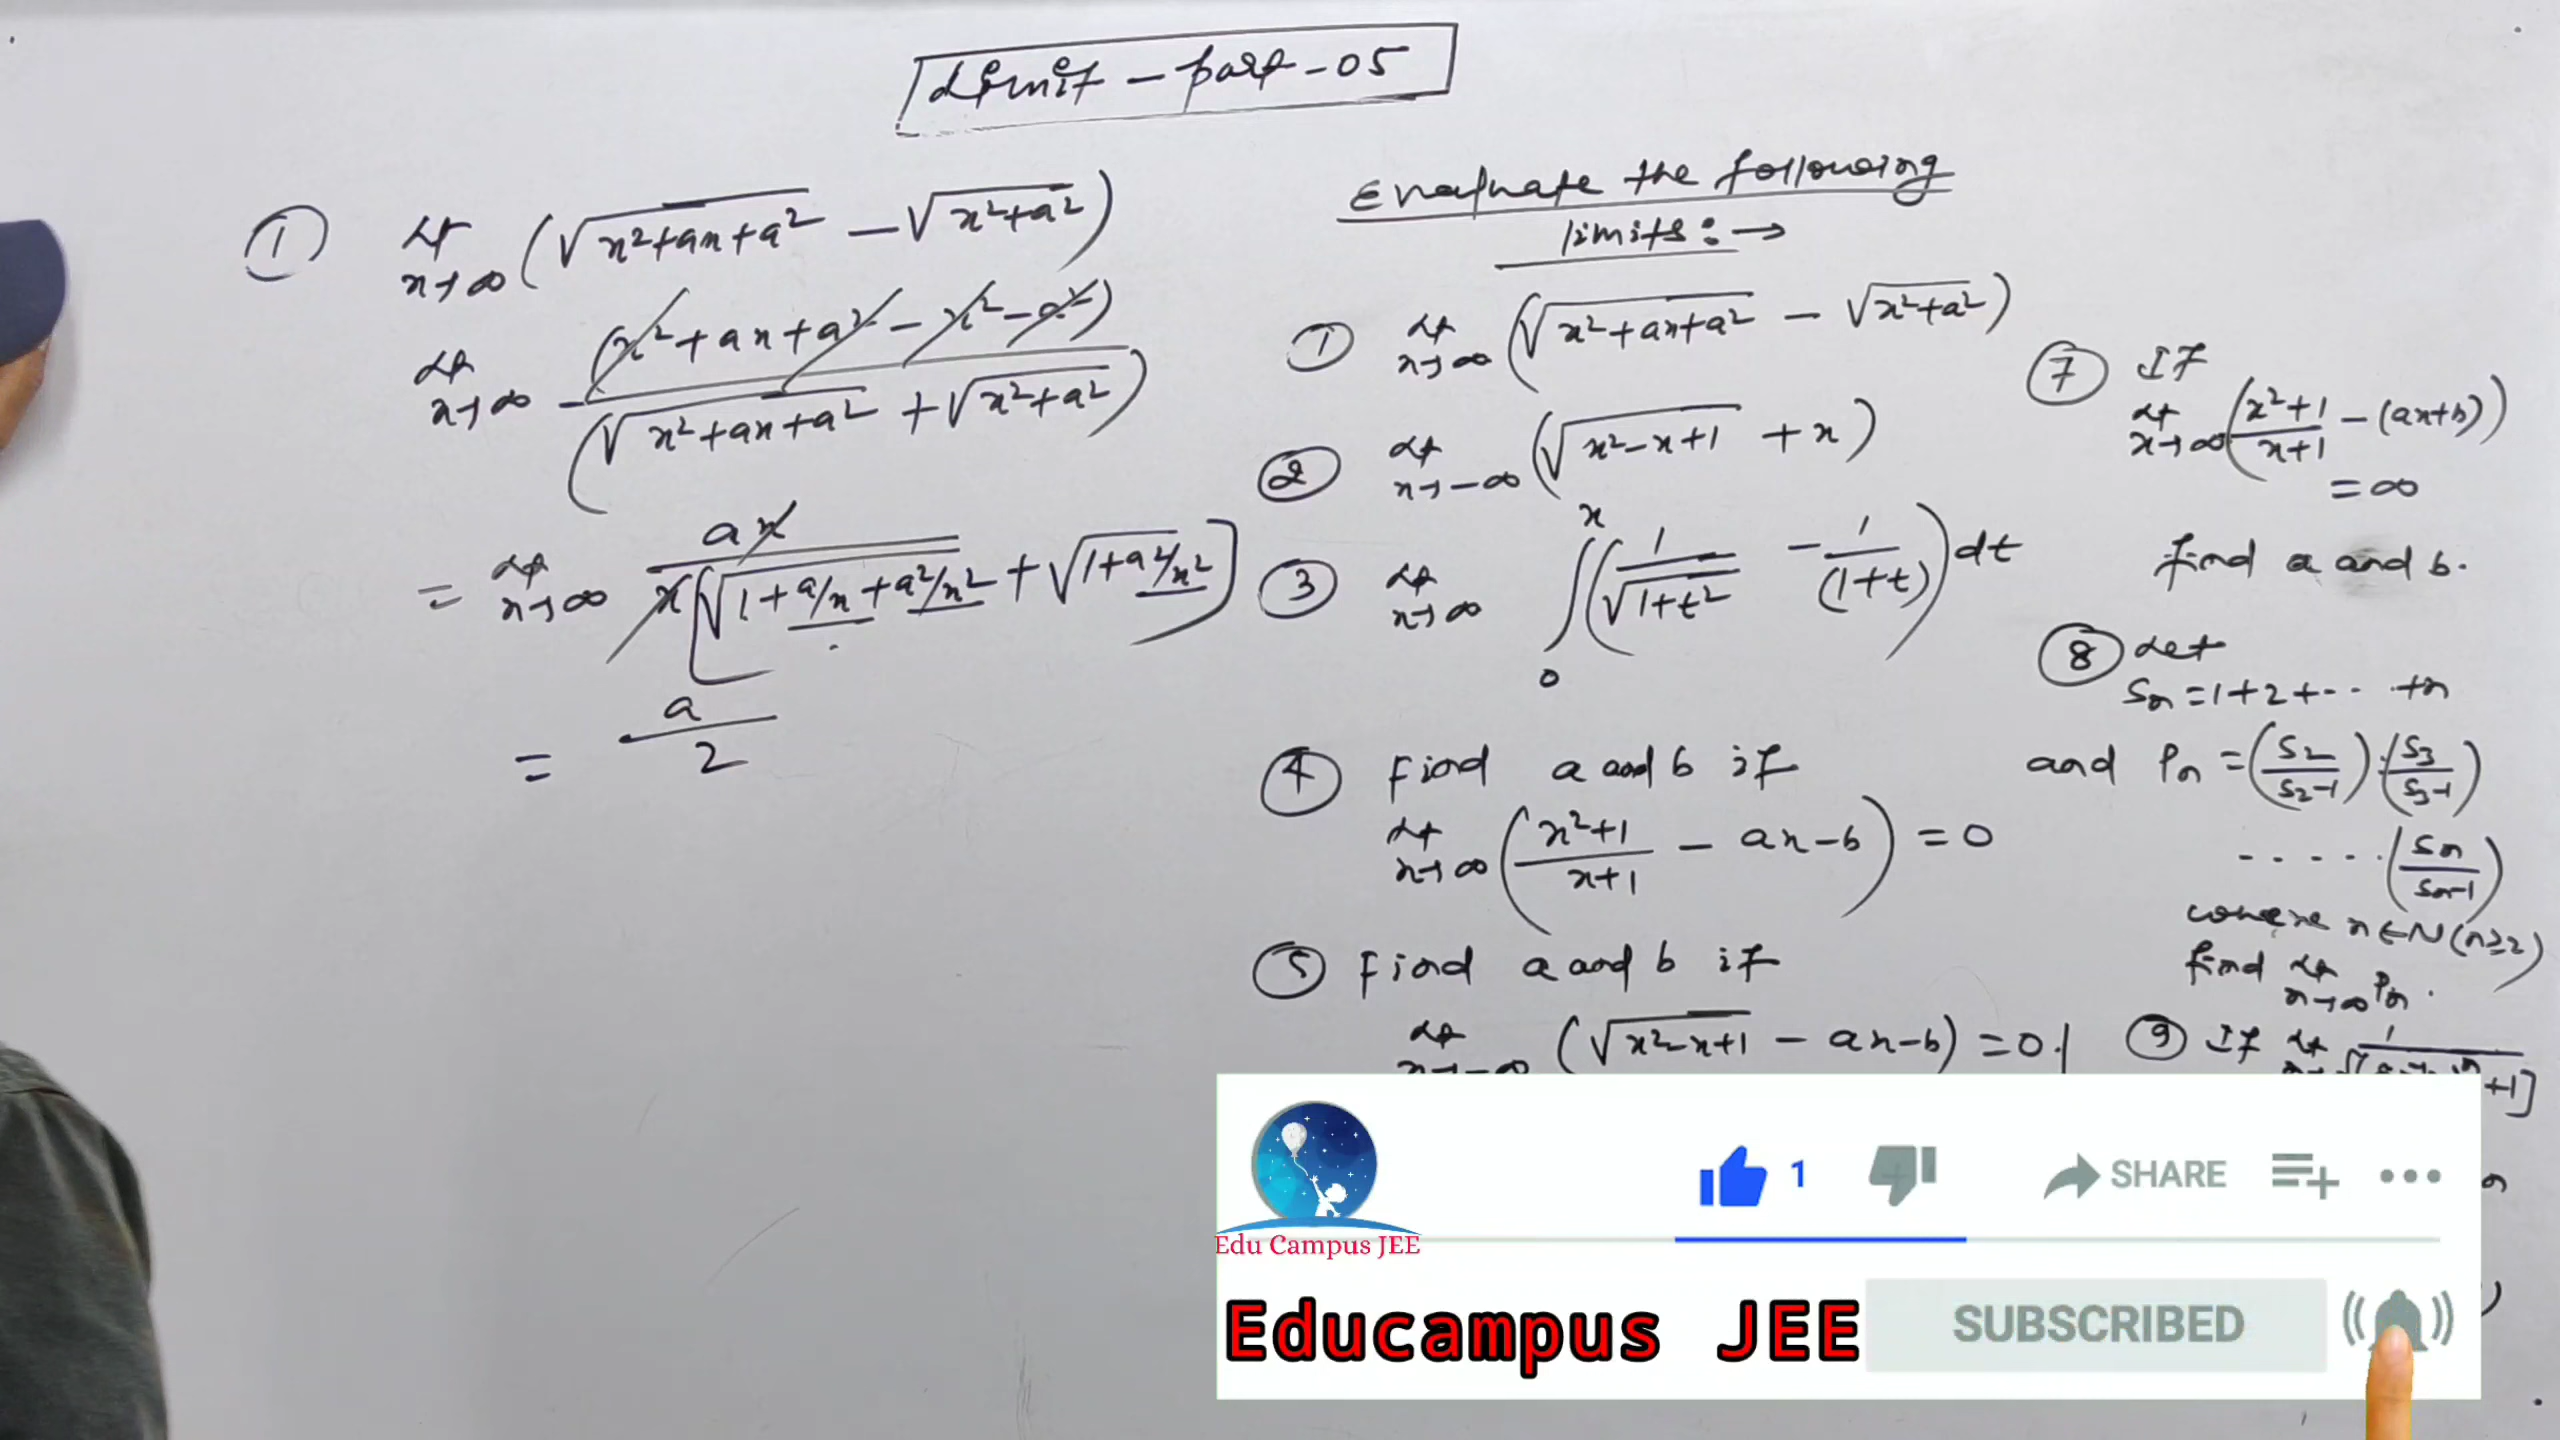 Limit - part - 05
① Lt x→∞ (√x²+ax+a² - √x²+a²)
Lt x→∞ (x²+ax+a²-x²-a²) / (√x²+ax+a² + √x²+a²)
= Lt x→∞ ax / x[√1+a/x+a²/x² + √1+a²/x²]
= a/2
Evaluate the following
limits:→
① Lt x→∞ (√x²+ax+a² - √x²+a²)
② Lt x→-∞ (√x²-x+1 + x)
③ Lt x→∞ ∫₀ˣ (1/√1+t² - 1/(1+t)) dt
④ Find a and b if
Lt x→∞ (x²+1/x+1 - ax-b) = 0
⑤ Find a and b if
Lt x→-∞ (√x²-x+1 - ax-b) = 0
⑦ If
Lt x→∞ (x²+1/x+1 - (ax+b))
= ∞
find a and b.
⑧ Let
Sn = 1+2+... +n
and Pn = (S2/S2-1).(S3/S3-1)
.....(Sn/Sn-1)
where n∈N(n≥2)
find Lt n→∞ Pn.
⑨ If Lt 1
+1]
n
)
Edu Campus JEE
1
SHARE
Educampus JEE
SUBSCRIBED